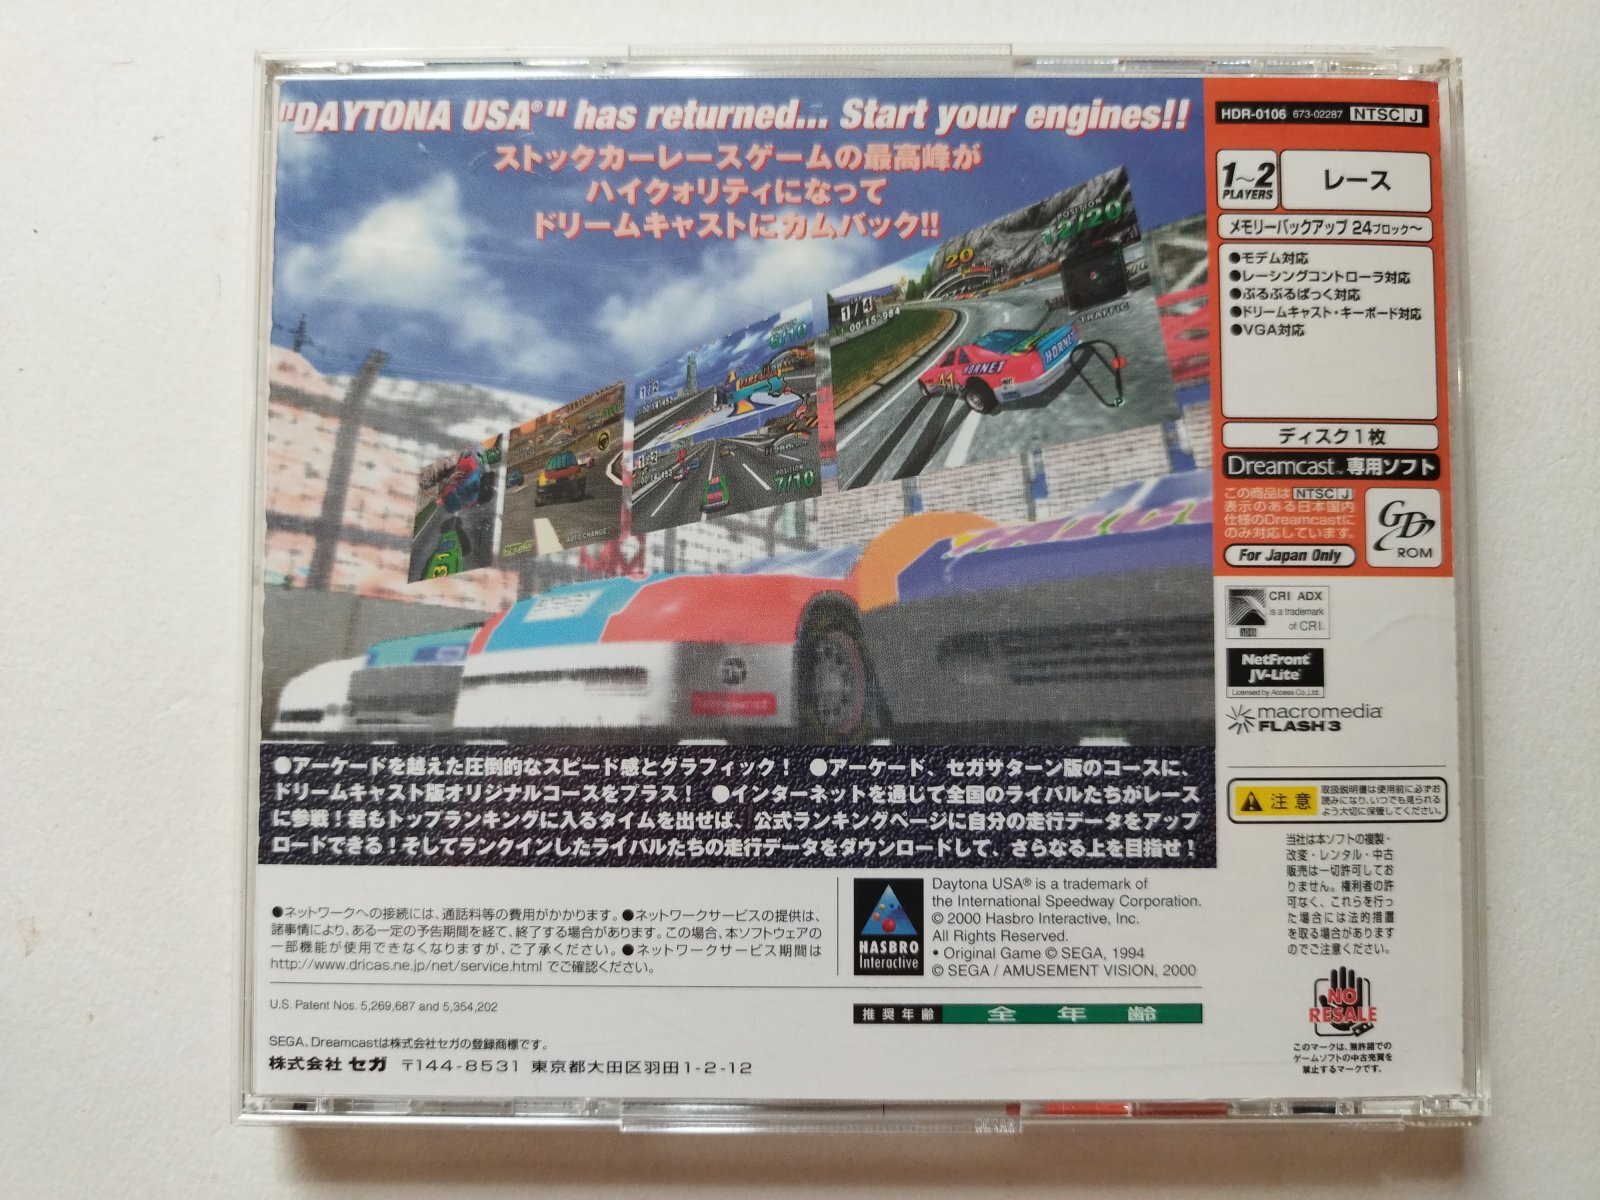 "DAYTONA USA®" has returned... Start your engines!!
ストックカーレースゲームの最高峰が
ハイクォリティになって
ドリームキャストにカムバック!!
POSITION
12/20
20
1/4
00'15"984
TRAFFIC
HORNET
HORNET
41
6/10
1/2
1/2
POSITION
7/10
AUTO CHANGE
●アーケードを越えた圧倒的なスピード感とグラフィック！ ●アーケード、セガサターン版のコースに、
ドリームキャスト版オリジナルコースをプラス！ ●インターネットを通じて全国のライバルたちがレース
に参戦！君もトップランキングに入るタイムを出せば、公式ランキングページに自分の走行データをアップ
ロードできる！そしてランクインしたライバルたちの走行データをダウンロードして、さらなる上を目指せ！
●ネットワークへの接続には、通話料等の費用がかかります。●ネットワークサービスの提供は、
諸事情により、ある一定の予告期間を経て、終了する場合があります。この場合、本ソフトウェアの
一部機能が使用できなくなりますが、ご了承ください。●ネットワークサービス期間は
http://www.dricas.ne.jp/net/service.html でご確認ください。
HASBRO
Interactive
Daytona USA® is a trademark of
the International Speedway Corporation.
© 2000 Hasbro Interactive, Inc.
All Rights Reserved.
• Original Game © SEGA, 1994
© SEGA / AMUSEMENT VISION, 2000
U.S. Patent Nos. 5,269,687 and 5,354,202
推奨年齢 全年齢
SEGA、Dreamcastは株式会社セガの登録商標です。
株式会社 セガ 〒144-8531 東京都大田区羽田1-2-12
HDR-0106 673-02287 NTSC J
1~2
PLAYERS
レース
メモリーバックアップ 24ブロック〜
●モデム対応
●レーシングコントローラ対応
●ぷるぷるぱっく対応
●ドリームキャスト・キーボード対応
●VGA対応
ディスク1枚
Dreamcast™ 専用ソフト
この商品は NTSC J
表示のある日本国内
仕様のDreamcastに
のみ対応しています。
For Japan Only
GD
ROM
CRI ADX
is a trademark
of CRI.
ADX
NetFront®
JV-Lite®
Licensed by Access Co.,Ltd.
macromedia®
FLASH 3
注意
取扱説明書は使用前に必ずお
読みになり、いつでも見られる
よう大切に保管してください。
当社は本ソフトの複製・
改変・レンタル・中古
販売は一切許可してお
りません。権利者の許
可なく、これらを行っ
た場合には法的措置
を取る場合があります
のでご注意ください。
NO
RESALE
このマークは、無許諾での
ゲームソフトの中古売買を
禁止するマークです。